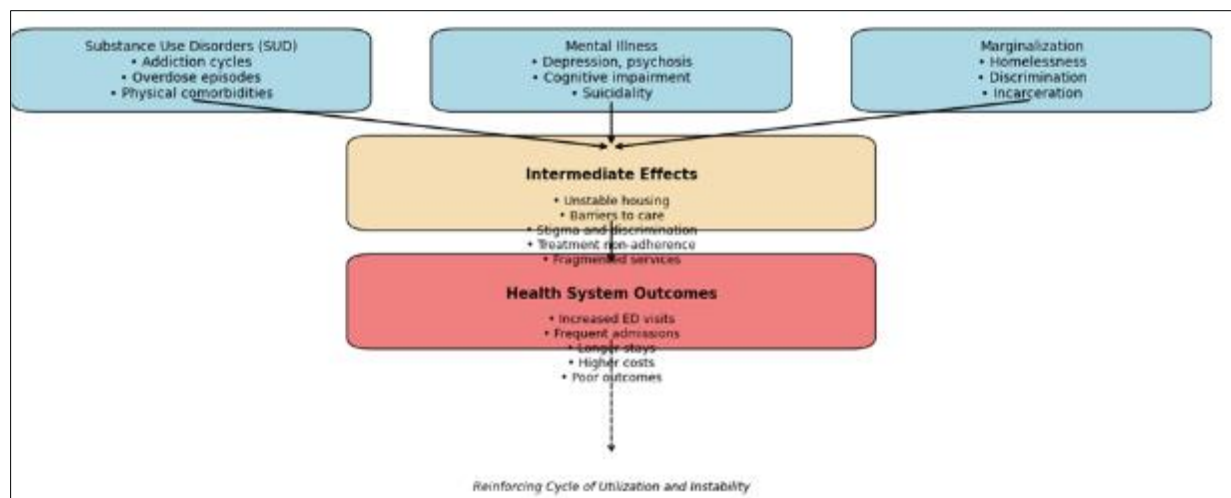 Substance Use Disorders (SUD)
• Addiction cycles
• Overdose episodes
• Physical comorbidities
Mental Illness
• Depression, psychosis
• Cognitive impairment
• Suicidality
Marginalization
• Homelessness
• Discrimination
• Incarceration
Intermediate Effects
• Unstable housing
• Barriers to care
• Stigma and discrimination
• Treatment non-adherence
• Fragmented services
Health System Outcomes
• Increased ED visits
• Frequent admissions
• Longer stays
• Higher costs
• Poor outcomes
Reinforcing Cycle of Utilization and Instability